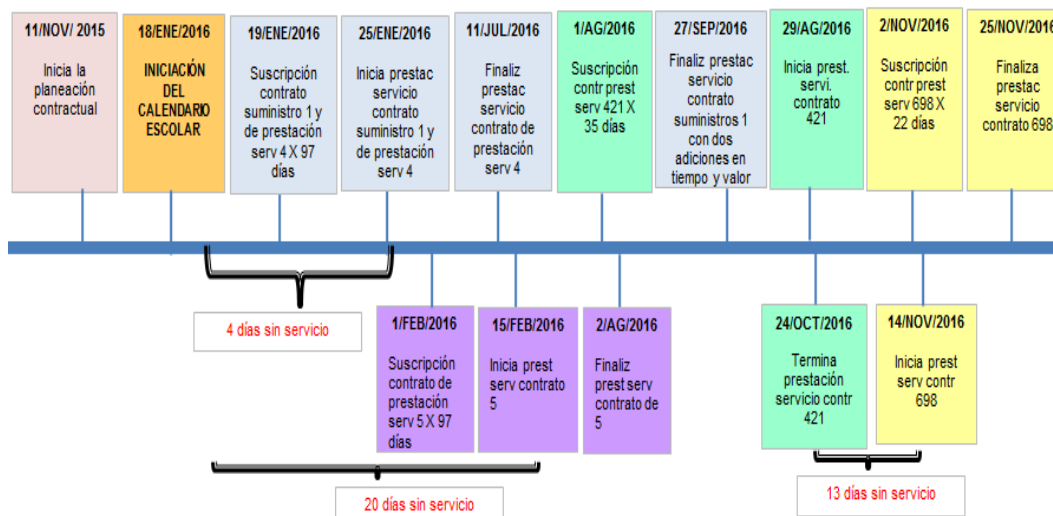 11/NOV/ 2015
Inicia la
planeación
contractual
18/ENE/2016
INICIACIÓN
DEL
CALENDARIO
ESCOLAR
19/ENE/2016
Suscripción
contrato
suministro 1 y
de prestación
serv 4 X 97
días
25/ENE/2016
Inicia prestac
servicio
contrato
suministro 1 y
de prestación
serv 4
11/JUL/2016
Finaliz
prestac
servicio
contrato de
prestación
serv 4
1/AG/2016
Suscripción
contr prest
serv 421 X
35 días
27/SEP/2016
Finaliz prestac
servicio
contrato
suministros 1
con dos
adiciones en
tiempo y valor
29/AG/2016
Inicia prest.
servi.
contrato
421
2/NOV/2016
Suscripción
contr prest
serv 698 X
22 días
25/NOV/2016
Finaliza
prestac
servicio
contrato 698
4 días sin servicio
1/FEB/2016
Suscripción
contrato de
prestación
serv 5 X 97
días
15/FEB/2016
Inicia prest
serv contrato
5
2/AG/2016
Finaliz
prest serv
contrato de
5
24/OCT/2016
Termina
prestación
servicio contr
421
14/NOV/2016
Inicia prest
serv contr
698
20 días sin servicio
13 días sin servicio